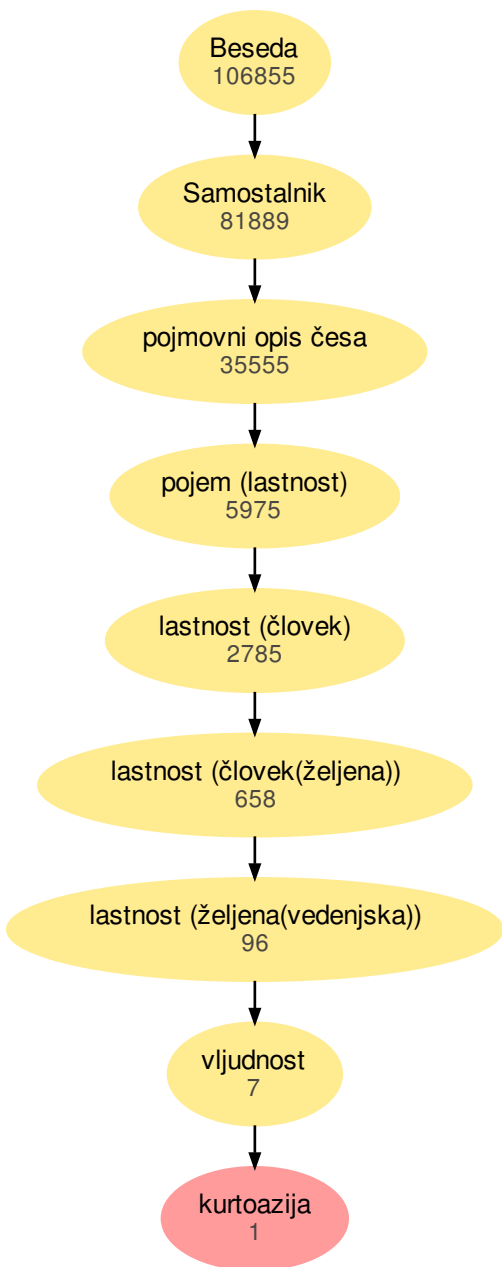 Beseda
106855
Samostalnik
81889
pojmovni opis česa
35555
pojem (lastnost)
5975
lastnost (človek)
2785
lastnost (človek(željena))
658
lastnost (željena(vedenjska))
96
vljudnost
7
kurtoazija
1